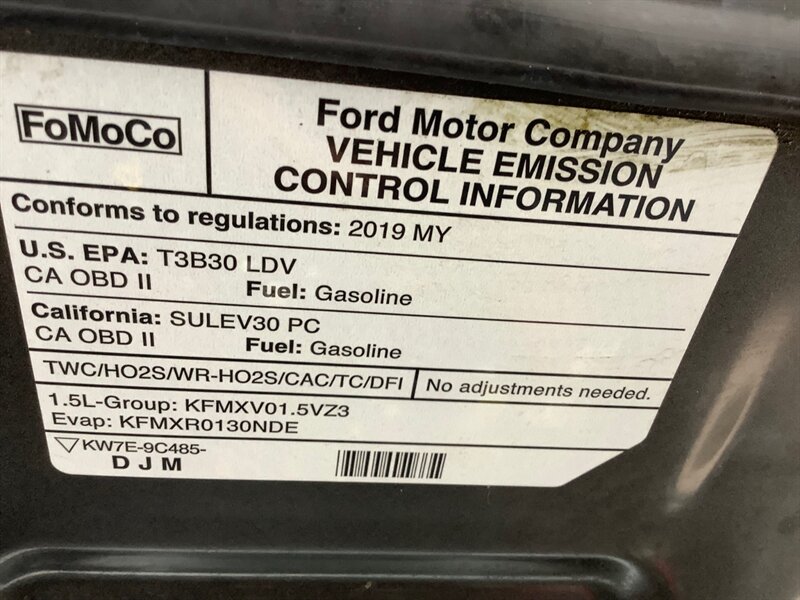 FoMoCo
Ford Motor Company
VEHICLE EMISSION
CONTROL INFORMATION
Conforms to regulations: 2019 MY
U.S. EPA: T3B30 LDV
CA OBD II Fuel: Gasoline
California: SULEV30 PC
CA OBD II Fuel: Gasoline
TWC/HO2S/WR-HO2S/CAC/TC/DFI No adjustments needed.
1.5L-Group: KFMXV01.5VZ3
Evap: KFMXR0130NDE
KW7E-9C485-
D J M